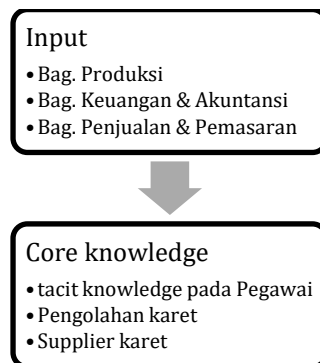 Input
• Bag. Produksi
• Bag. Keuangan & Akuntansi
• Bag. Penjualan & Pemasaran
Core knowledge
• tacit knowledge pada Pegawai
• Pengolahan karet
• Supplier karet